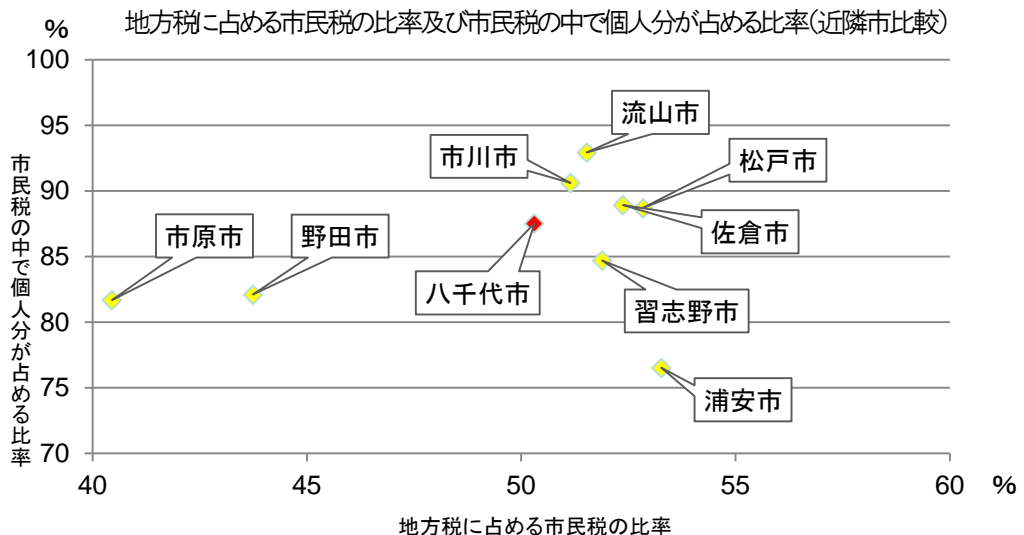 地方税に占める市民税の比率及び市民税の中で個人分が占める比率(近隣市比較)
%
100
95
90
85
80
75
70
市民税の中で個人分が占める比率
流山市
市川市
松戸市
佐倉市
市原市
野田市
八千代市
習志野市
浦安市
40
45
50
55
60
%
地方税に占める市民税の比率